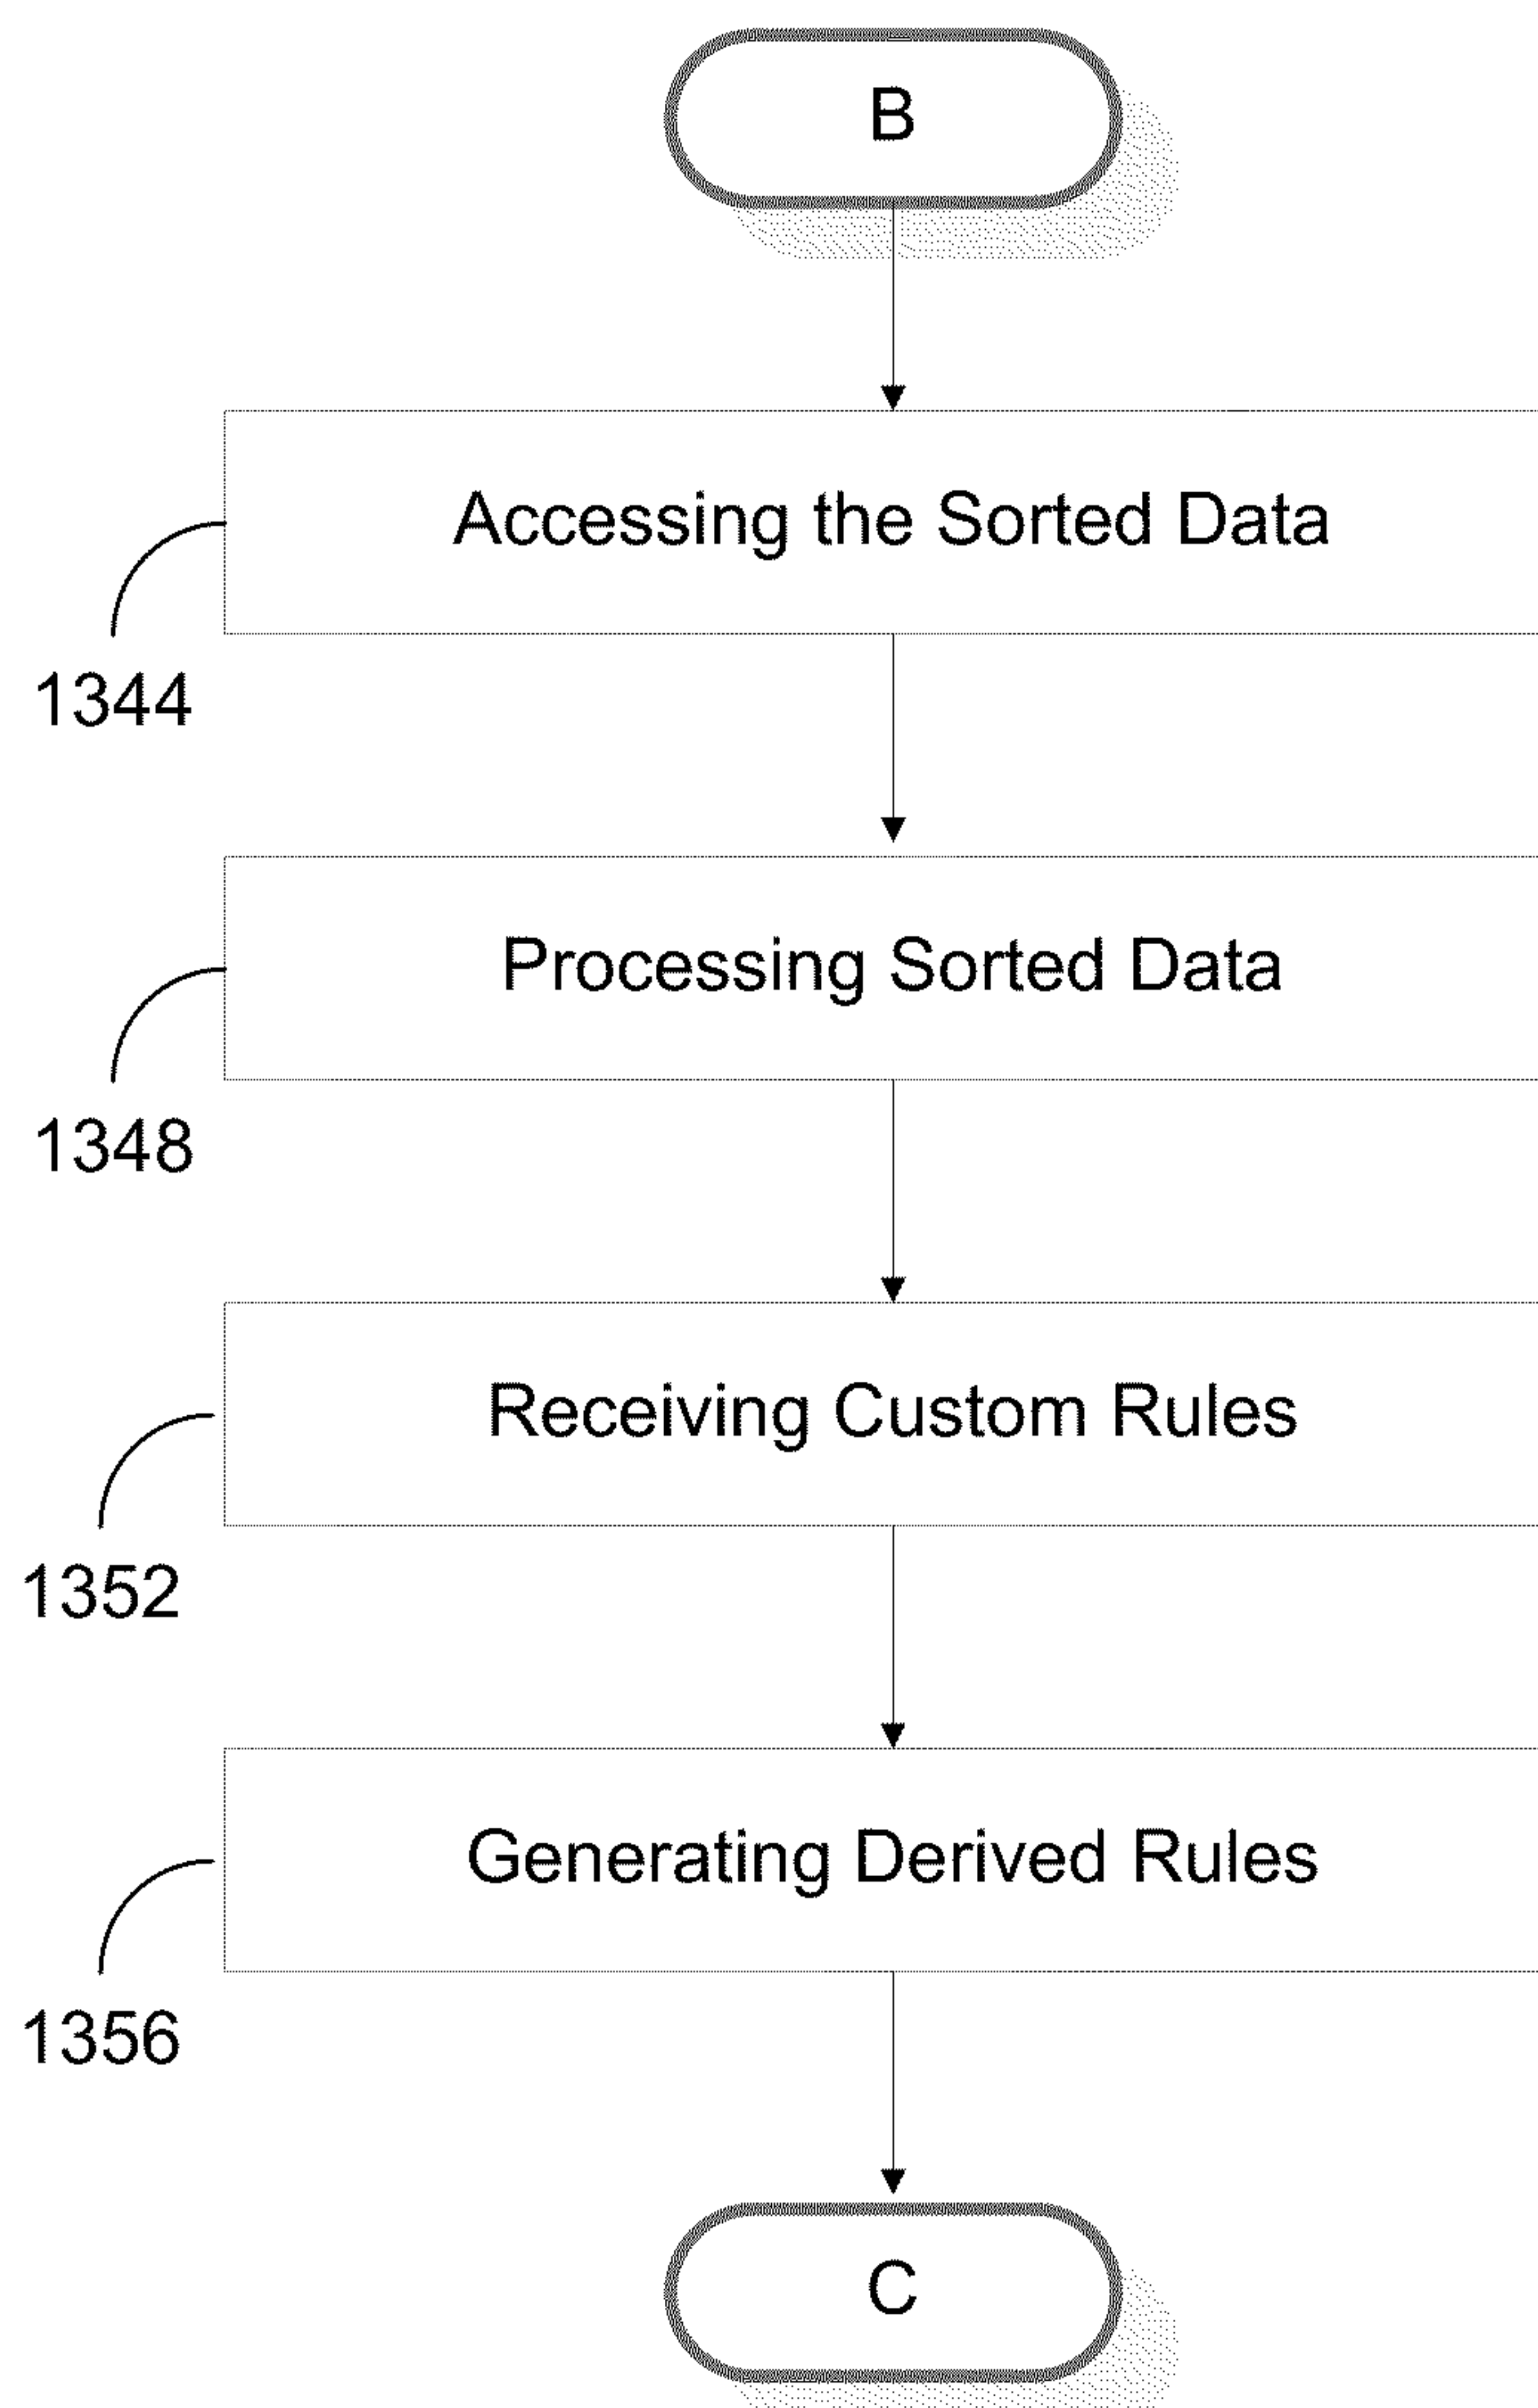 B
Accessing the Sorted Data
1344
Processing Sorted Data
1348
Receiving Custom Rules
1352
Generating Derived Rules
1356
C